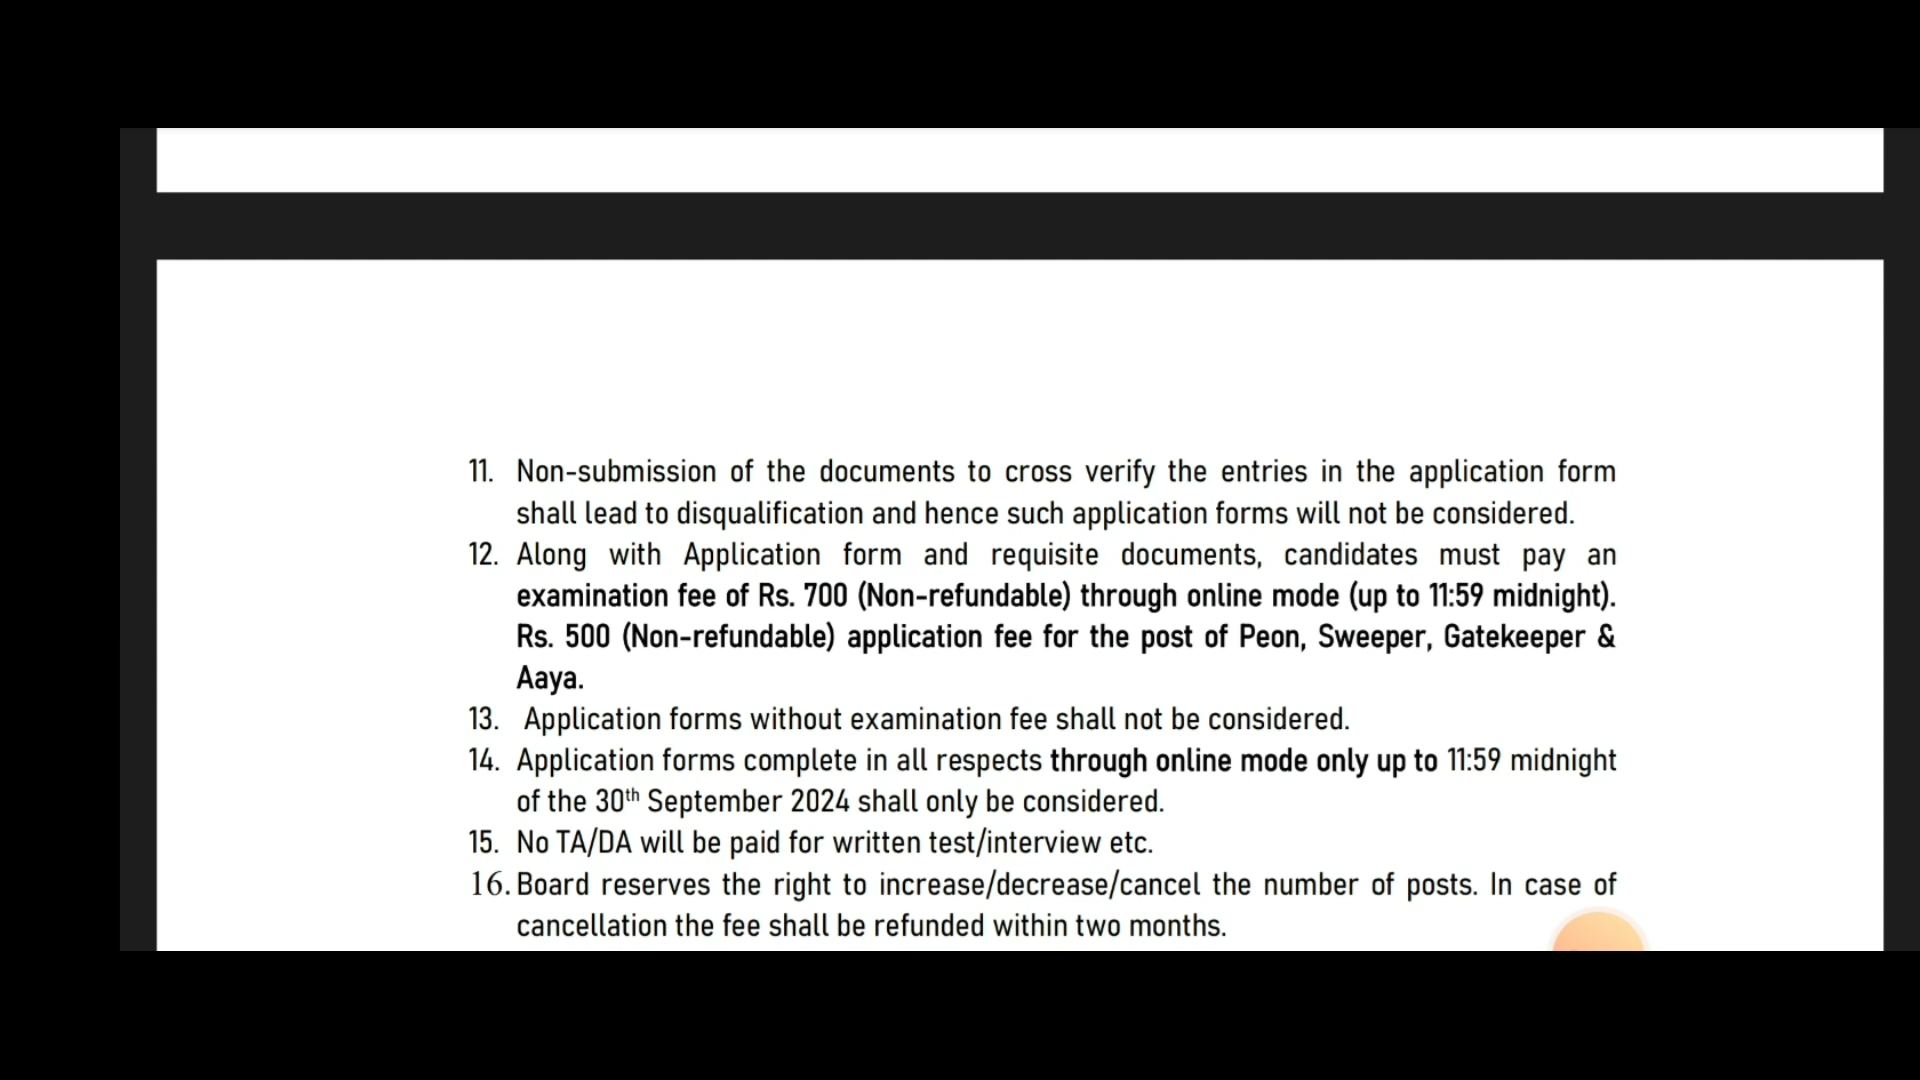 11. Non-submission of the documents to cross verify the entries in the application form
shall lead to disqualification and hence such application forms will not be considered.
12. Along with Application form and requisite documents, candidates must pay an
examination fee of Rs. 700 (Non-refundable) through online mode (up to 11:59 midnight).
Rs. 500 (Non-refundable) application fee for the post of Peon, Sweeper, Gatekeeper &
Aaya.
13. Application forms without examination fee shall not be considered.
14. Application forms complete in all respects through online mode only up to 11:59 midnight
of the 30th September 2024 shall only be considered.
15. No TA/DA will be paid for written test/interview etc.
16. Board reserves the right to increase/decrease/cancel the number of posts. In case of
cancellation the fee shall be refunded within two months.